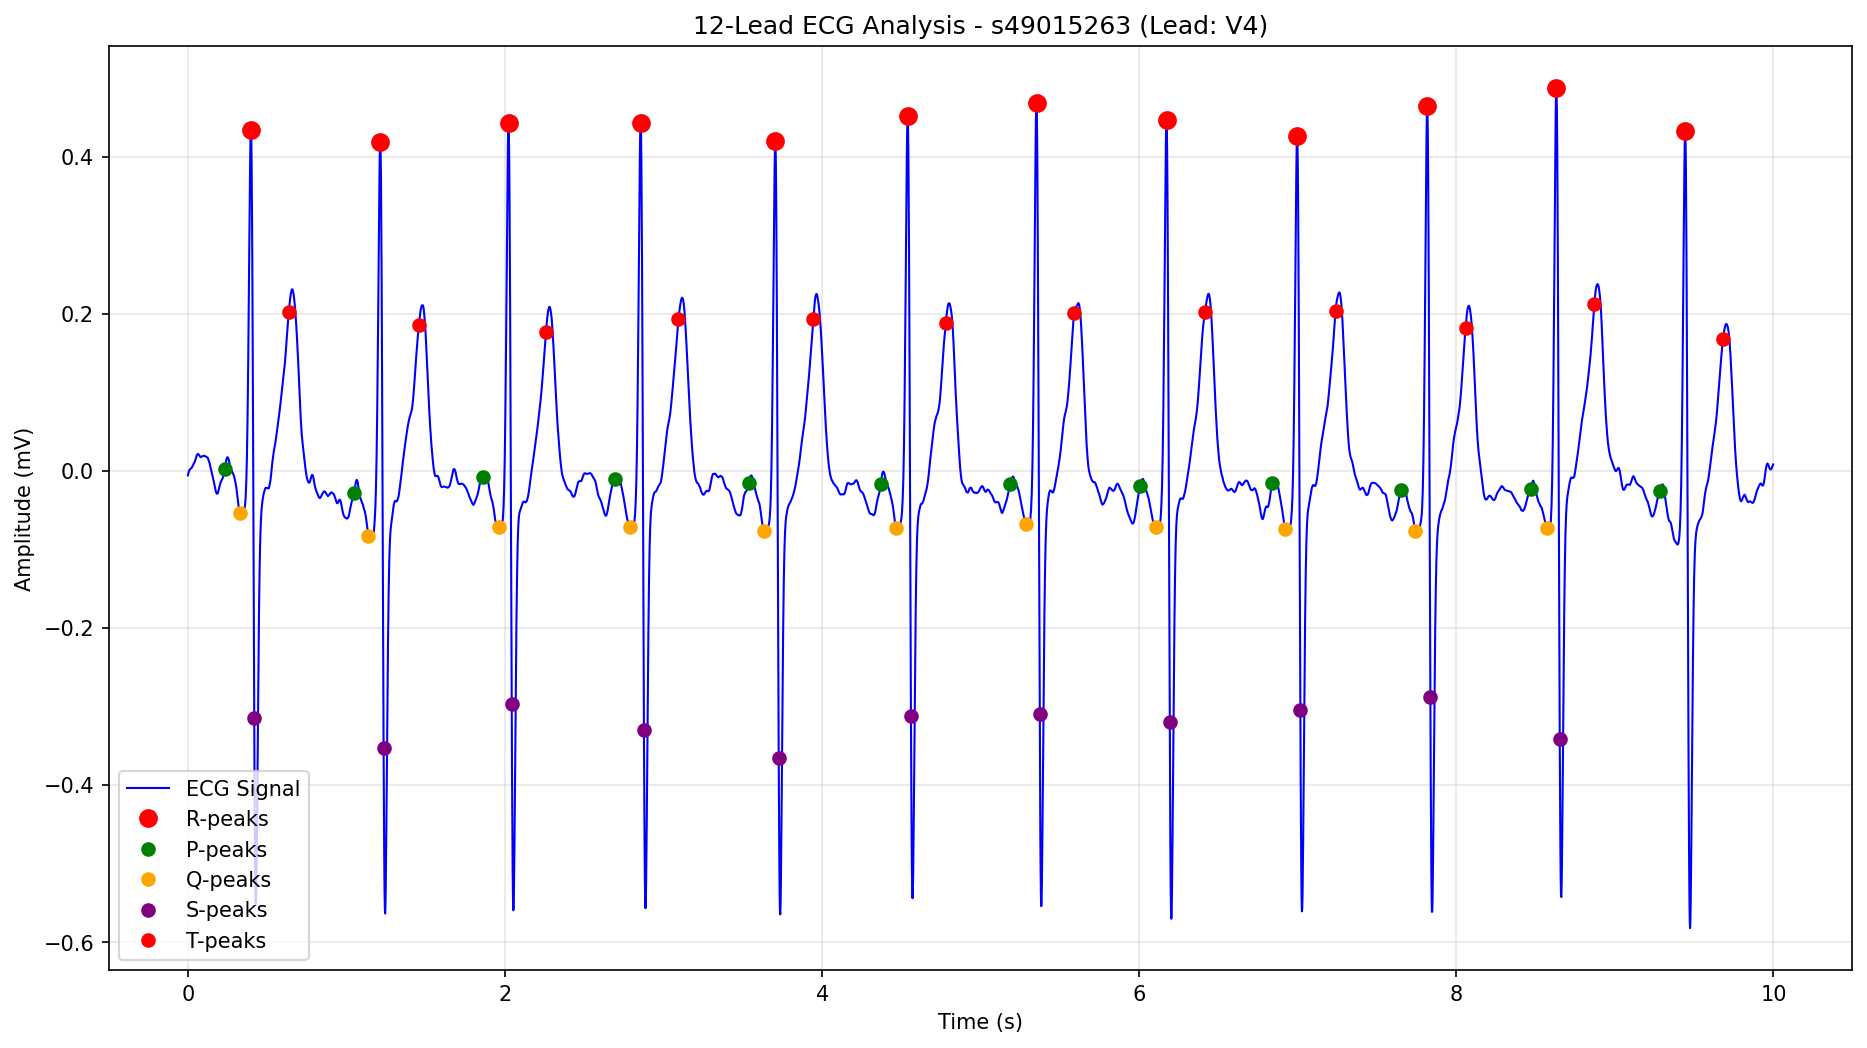 12-Lead ECG Analysis - s49015263 (Lead: V4)
Amplitude (mV)
0.4
0.2
0.0
−0.2
−0.4
−0.6
ECG Signal
R-peaks
P-peaks
Q-peaks
S-peaks
T-peaks
0 2 4 6 8 10
Time (s)